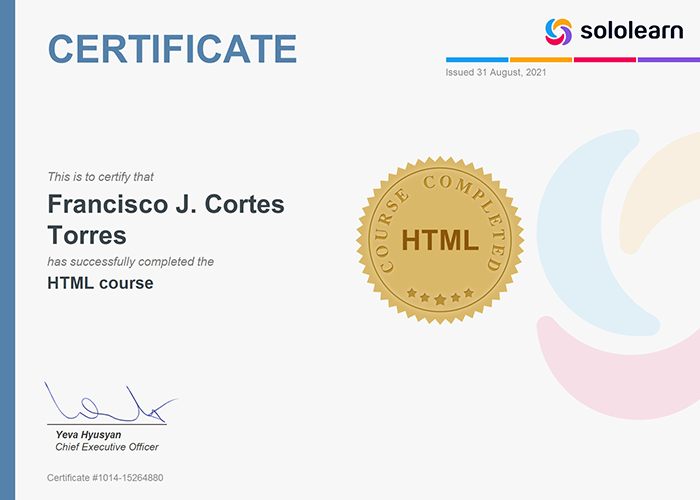 CERTIFICATE
sololearn
Issued 31 August, 2021
This is to certify that
Francisco J. Cortes
Torres
has successfully completed the
HTML course
COURSE COMPLETED
HTML
Yeva Hyusyan
Chief Executive Officer
Certificate #1014-15264880